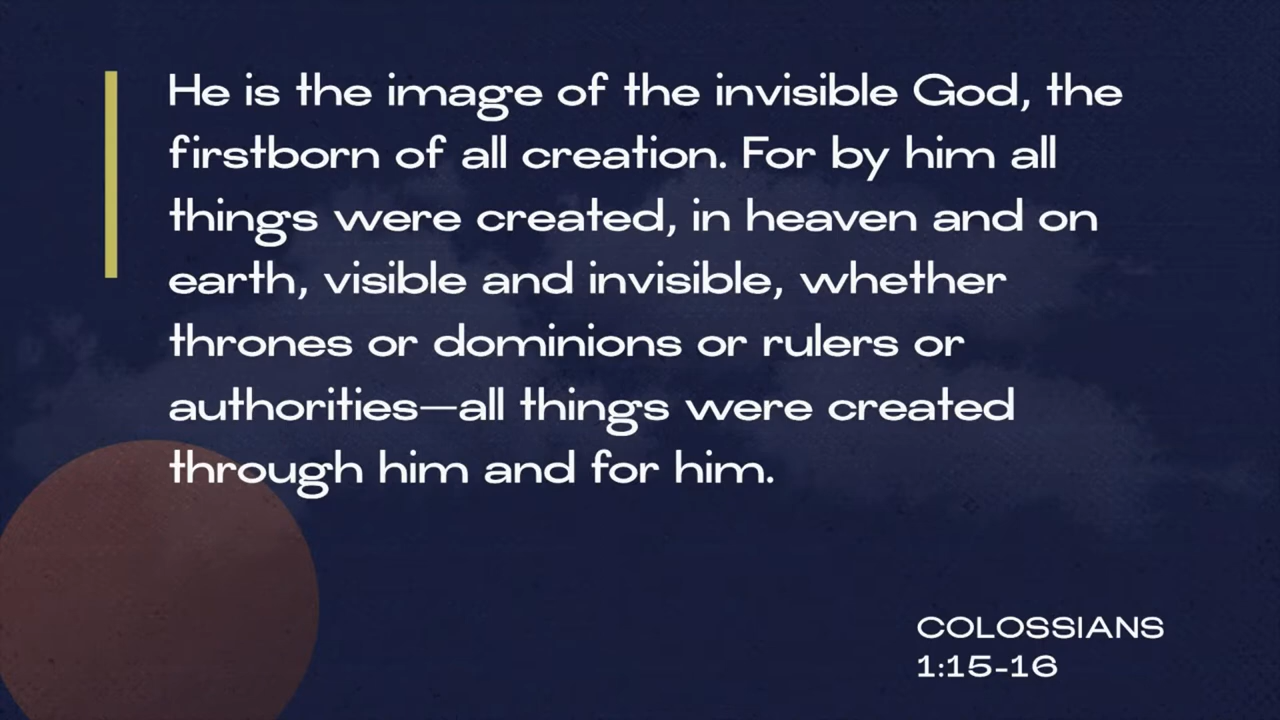 He is the image of the invisible God, the
firstborn of all creation. For by him all
things were created, in heaven and on
earth, visible and invisible, whether
thrones or dominions or rulers or
authorities—all things were created
through him and for him.
COLOSSIANS
1:15-16